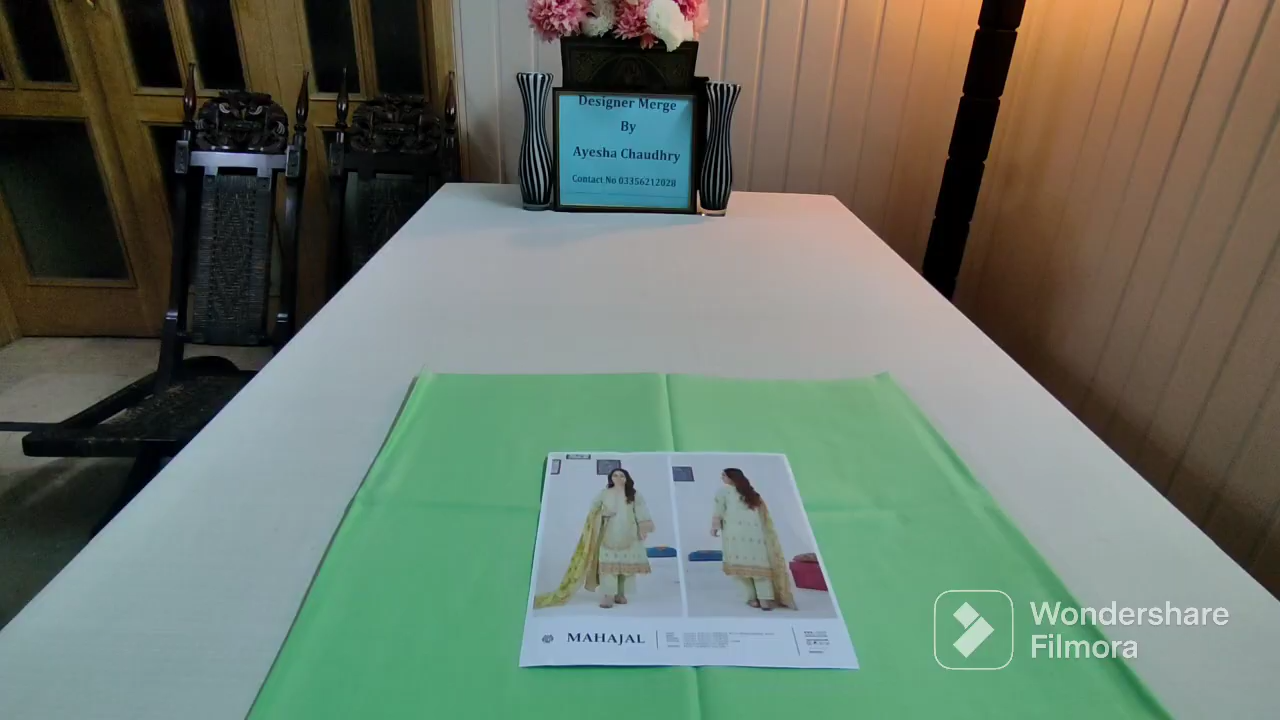 Designer Merge
By
Ayesha Chaudhry
Contact No 03356212028
MAHAJAL
Wondershare
Filmora